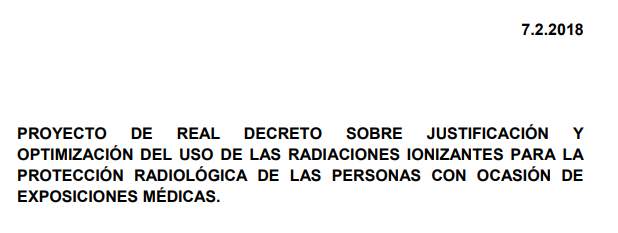 7.2.2018
PROYECTO DE REAL DECRETO SOBRE JUSTIFICACIÓN Y
OPTIMIZACIÓN DEL USO DE LAS RADIACIONES IONIZANTES PARA LA
PROTECCIÓN RADIOLÓGICA DE LAS PERSONAS CON OCASIÓN DE
EXPOSICIONES MÉDICAS.